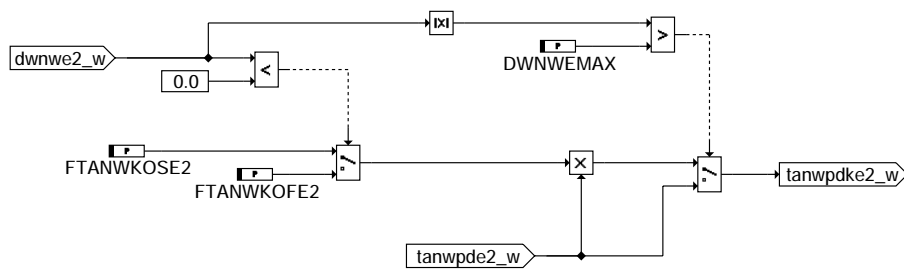 |x|
>
P
DWNWEMAX
dwnwe2_w
<
0.0
P
FTANWKOSE2
P
FTANWKOFE2
X
tanwpdke2_w
tanwpde2_w